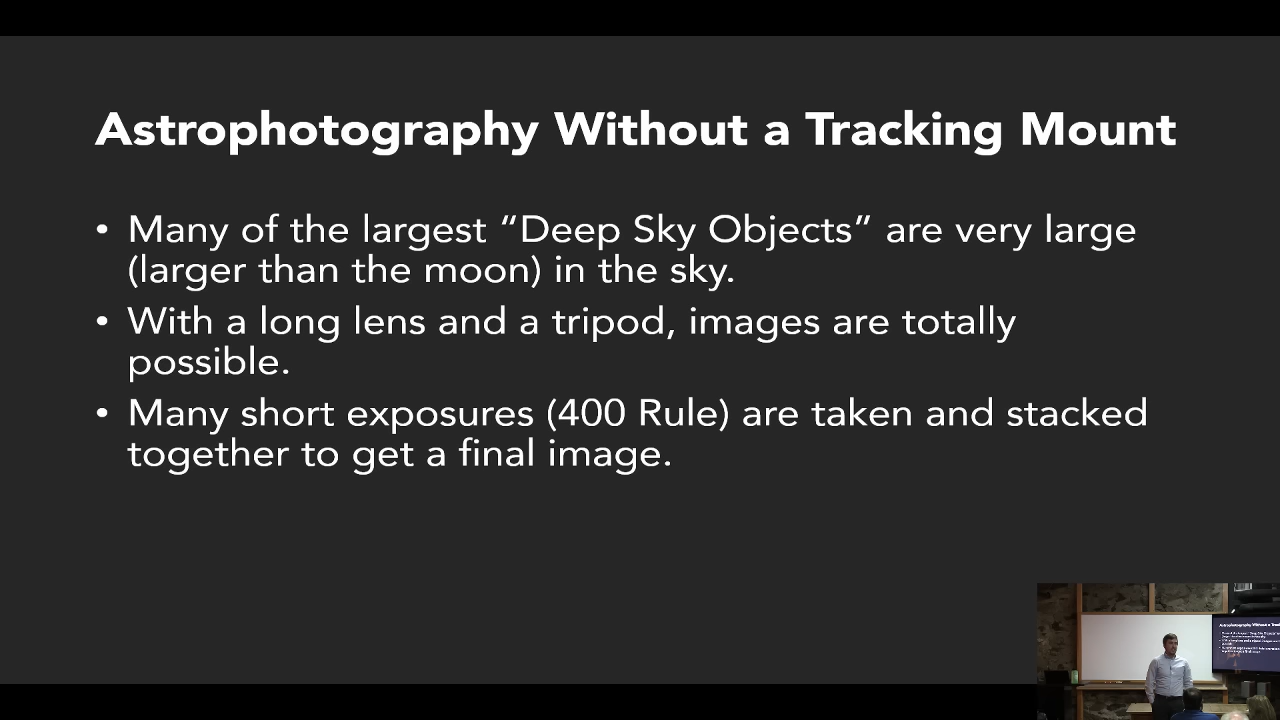 Astrophotography Without a Tracking Mount
• Many of the largest “Deep Sky Objects” are very large
(larger than the moon) in the sky.
• With a long lens and a tripod, images are totally
possible.
• Many short exposures (400 Rule) are taken and stacked
together to get a final image.
Astrophotography Without a